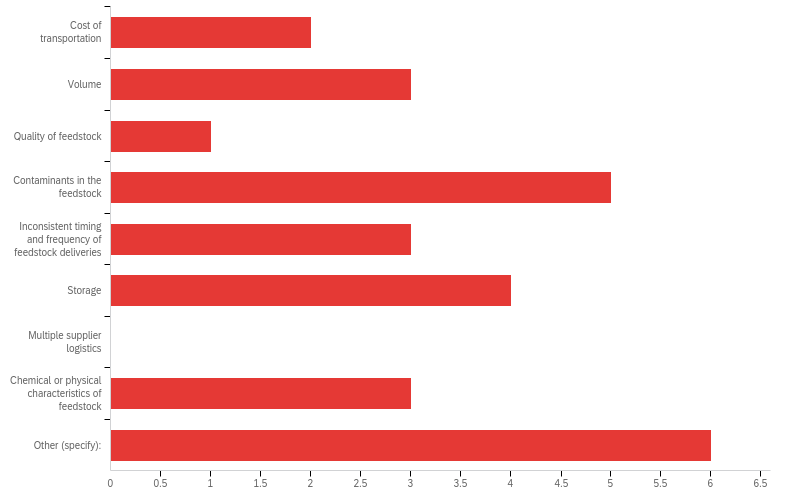 Cost of
transportation
Volume
Quality of feedstock
Contaminants in the
feedstock
Inconsistent timing
and frequency of
feedstock deliveries
Storage
Multiple supplier
logistics
Chemical or physical
characteristics of
feedstock
Other (specify):
0 0.5 1 1.5 2 2.5 3 3.5 4 4.5 5 5.5 6 6.5